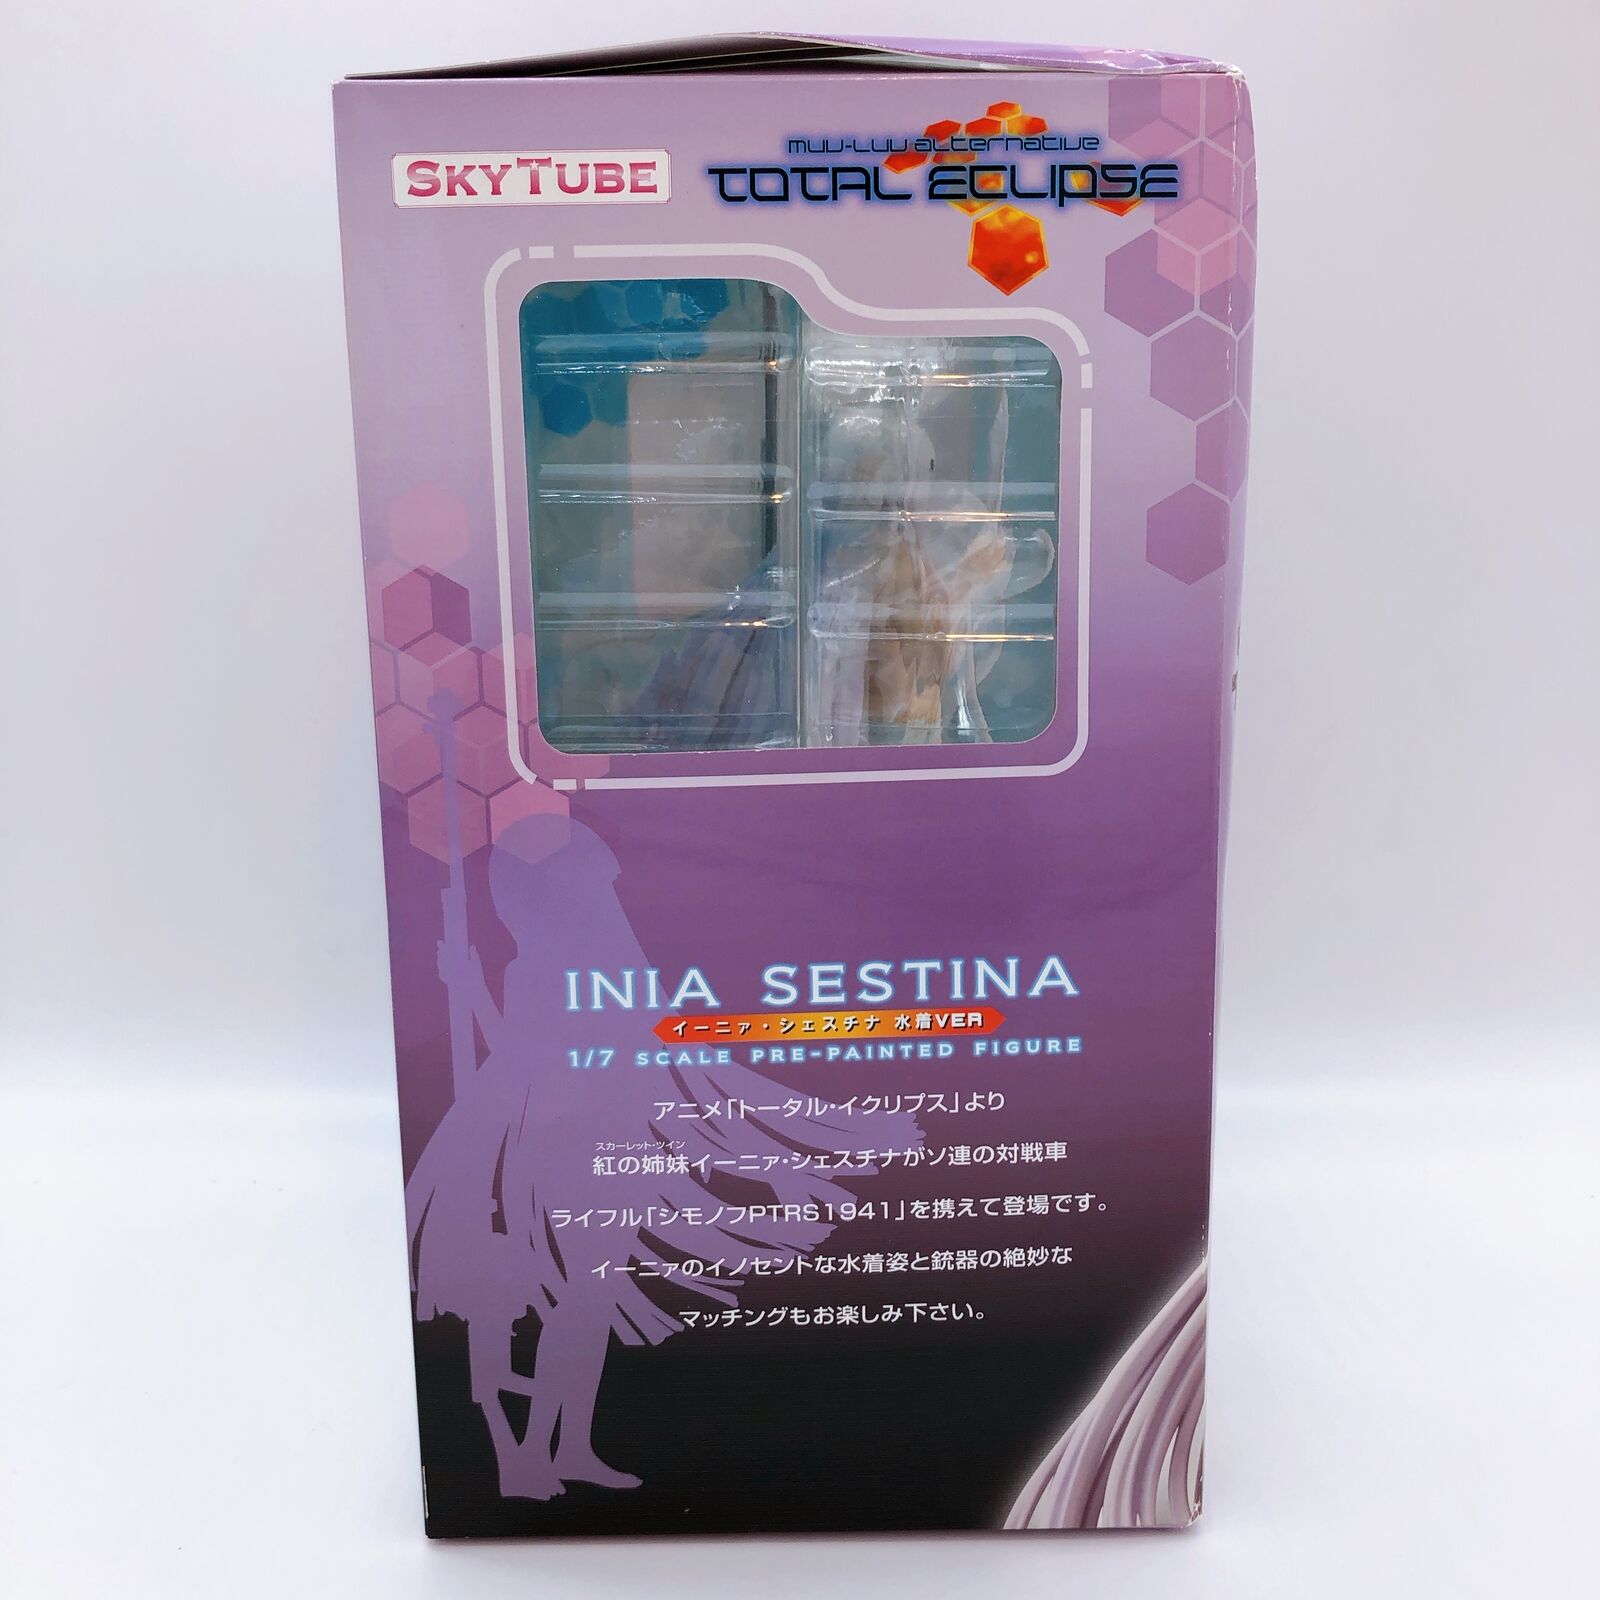 SKYTUBE
muv-luv alternative
TOTAL ECLIPSE
INIA SESTINA
イーニァ・シェスチナ 水着VER
1/7 SCALE PRE-PAINTED FIGURE
アニメ「トータル・イクリプス」より
スカーレット・ツイン
紅の姉妹イーニァ・シェスチナがソ連の対戦車
ライフル「シモノフPTRS1941」を携えて登場です。
イーニァのイノセントな水着姿と銃器の絶妙な
マッチングもお楽しみ下さい。